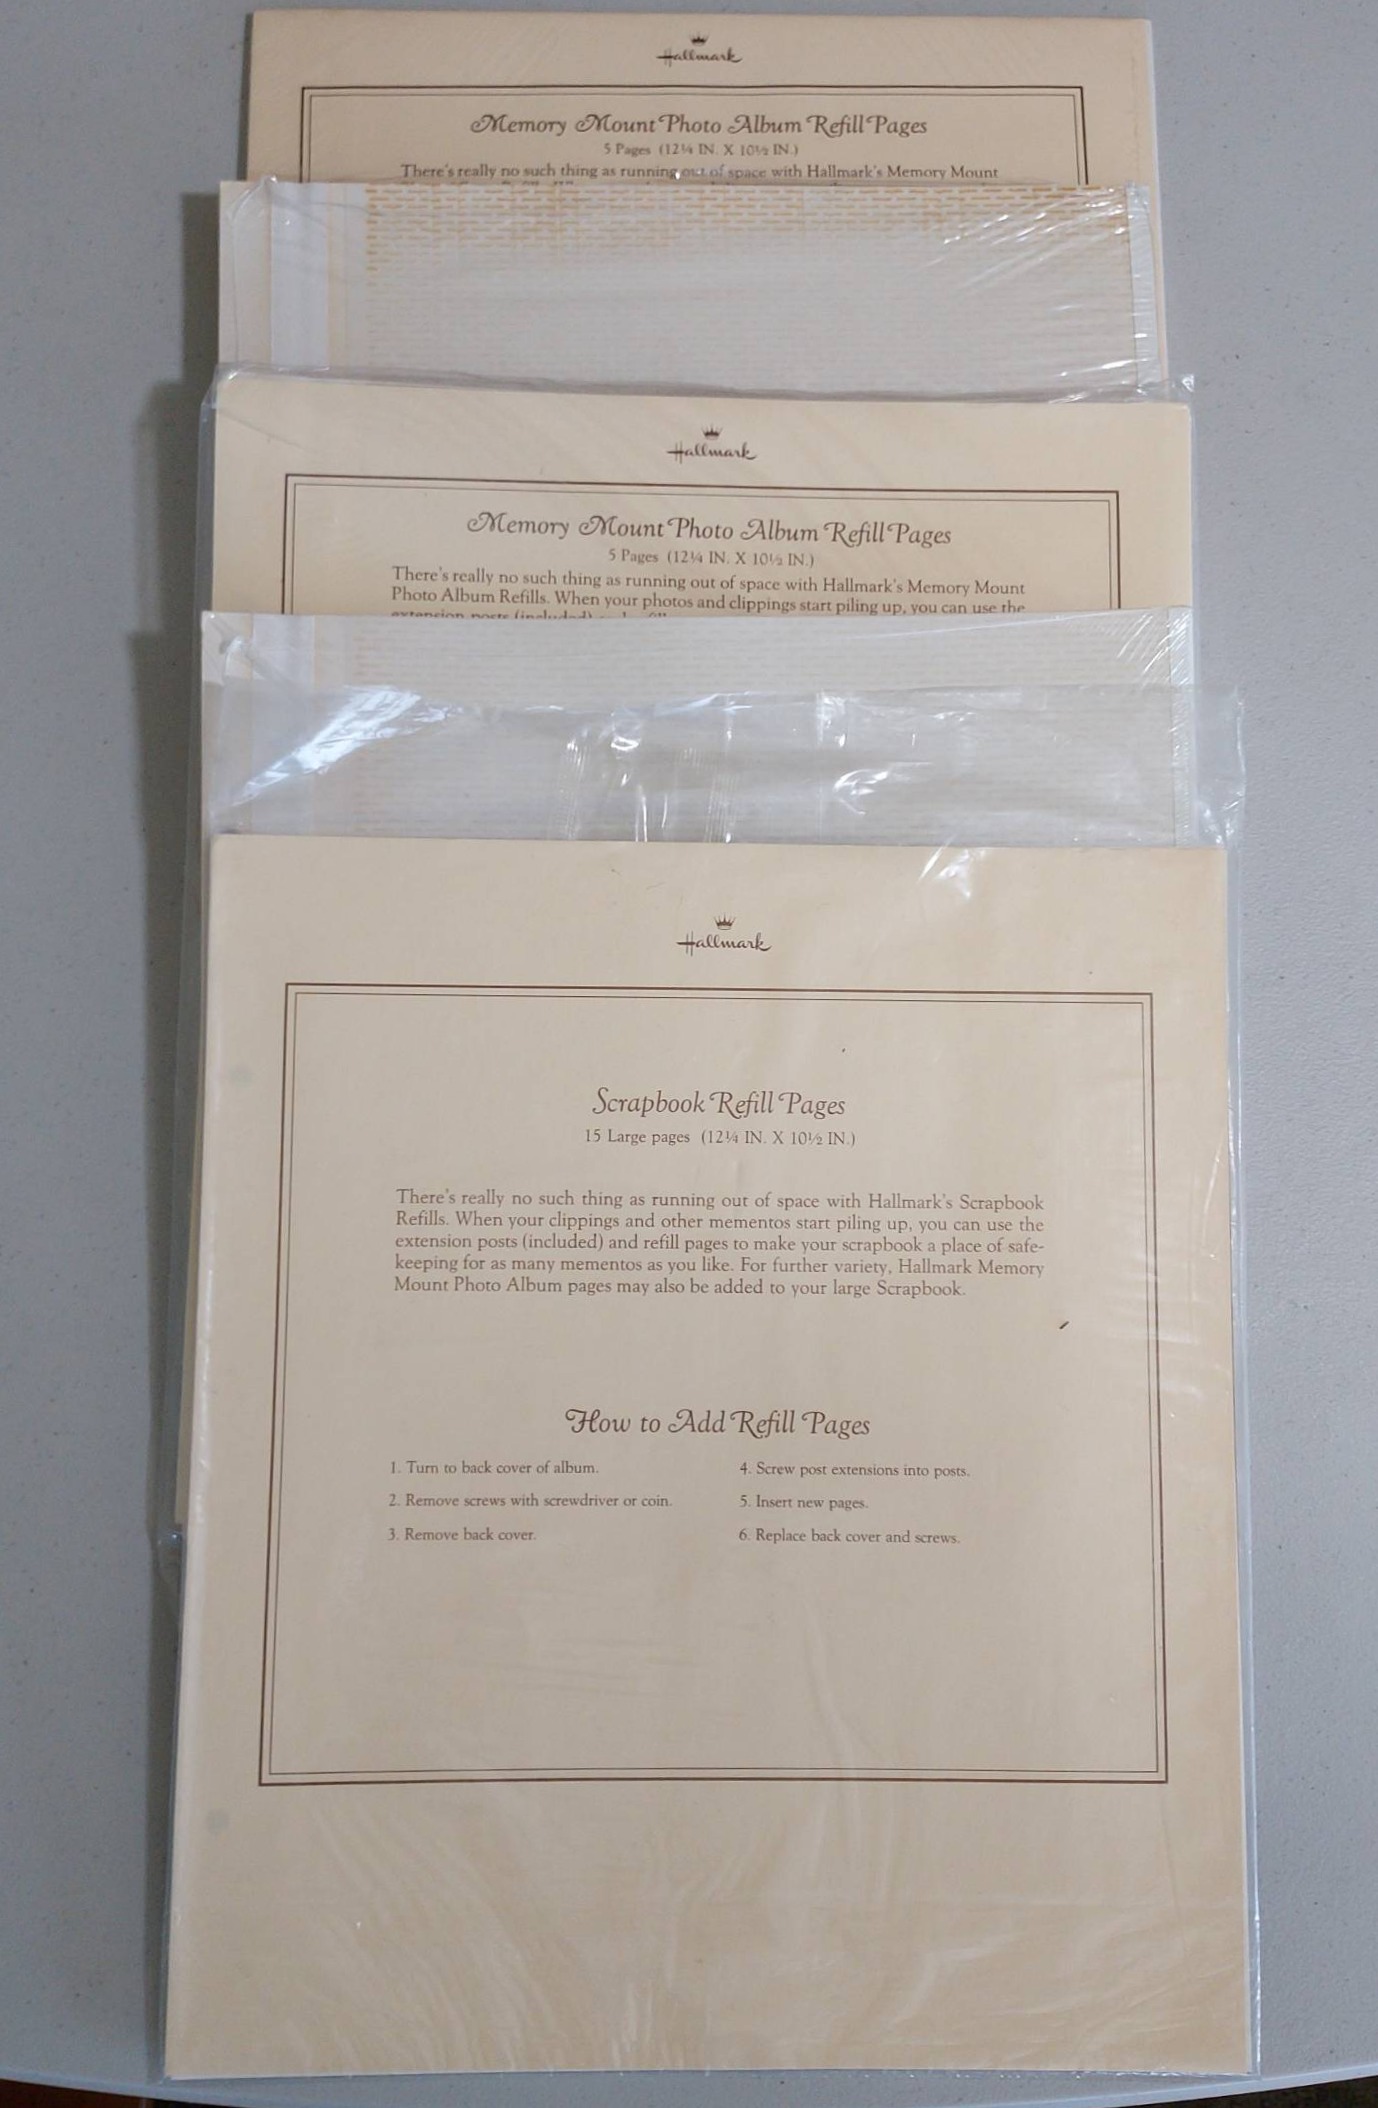 Hallmark
Memory Mount Photo Album Refill Pages
5 Pages (12¼ IN. X 10½ IN.)
There's really no such thing as running out of space with Hallmark's Memory Mount
Hallmark
Memory Mount Photo Album Refill Pages
5 Pages (12¼ IN. X 10½ IN.)
There's really no such thing as running out of space with Hallmark's Memory Mount
Photo Album Refills. When your photos and clippings start piling up, you can use the
extension posts (included)
Hallmark
Scrapbook Refill Pages
15 Large pages (12¼ IN. X 10½ IN.)
There's really no such thing as running out of space with Hallmark's Scrapbook
Refills. When your clippings and other mementos start piling up, you can use the
extension posts (included) and refill pages to make your scrapbook a place of safe-
keeping for as many mementos as you like. For further variety, Hallmark Memory
Mount Photo Album pages may also be added to your large Scrapbook.
How to Add Refill Pages
1. Turn to back cover of album.
2. Remove screws with screwdriver or coin.
3. Remove back cover.
4. Screw post extensions into posts.
5. Insert new pages.
6. Replace back cover and screws.